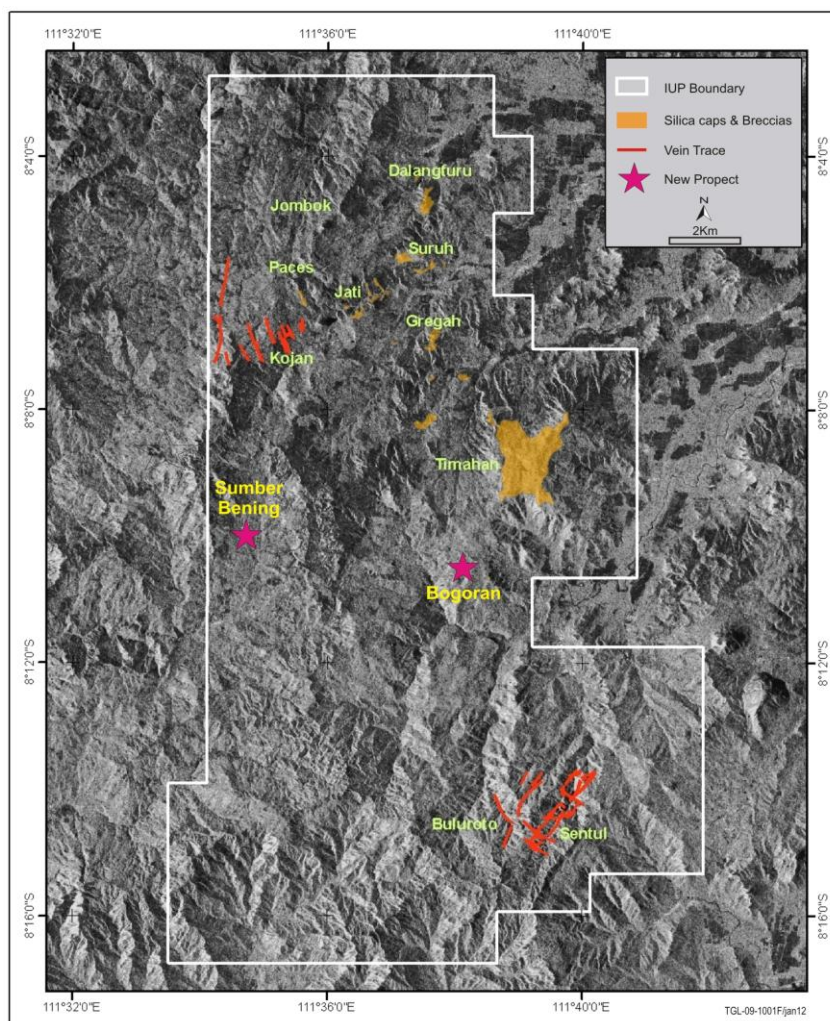 111°32'0"E
111°36'0"E
111°40'0"E
IUP Boundary
Silica caps & Breccias
Vein Trace
New Propect
N
2Km
8°4'0"S
8°4'0"S
Dalangturu
Jombok
Suruh
Paces
Jati
Gregah
Kojan
8°8'0"S
8°8'0"S
Timahan
Sumber
Bening
Bogoran
8°12'0"S
8°12'0"S
Buluroto
Sentul
8°16'0"S
8°16'0"S
111°32'0"E
111°36'0"E
111°40'0"E
TGL-09-1001F/jan12